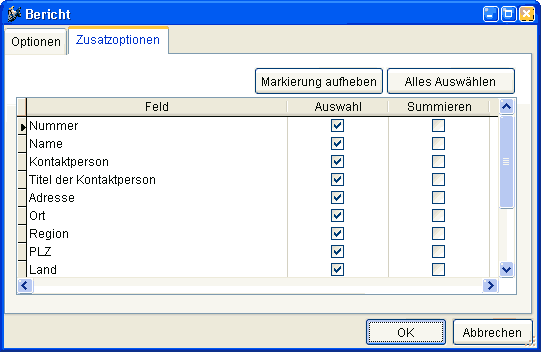 Bericht
Optionen Zusatzoptionen
Markierung aufheben Alles Auswählen
Feld Auswahl Summieren
Nummer
Name
Kontaktperson
Titel der Kontaktperson
Adresse
Ort
Region
PLZ
Land
OK Abbrechen